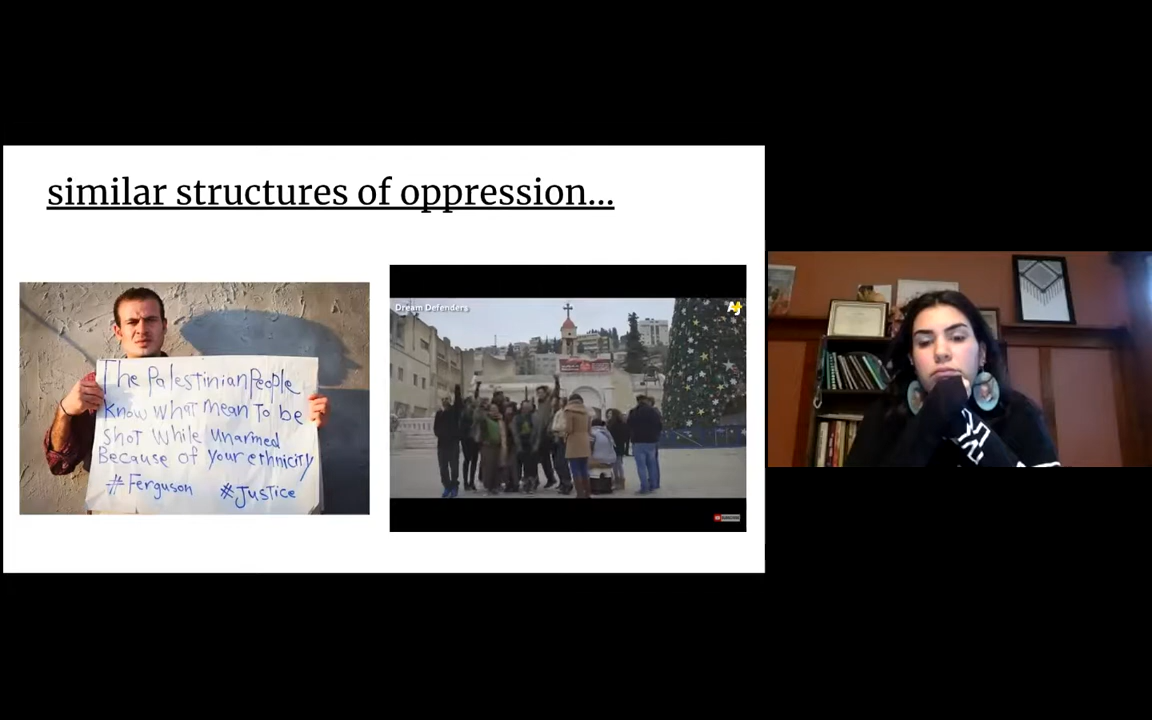 similar structures of oppression...
The Palestinian People
Know what mean To be
shot while unarmed
Because of your ethnicity
#Ferguson #Justice
Dream Defenders
AJ+